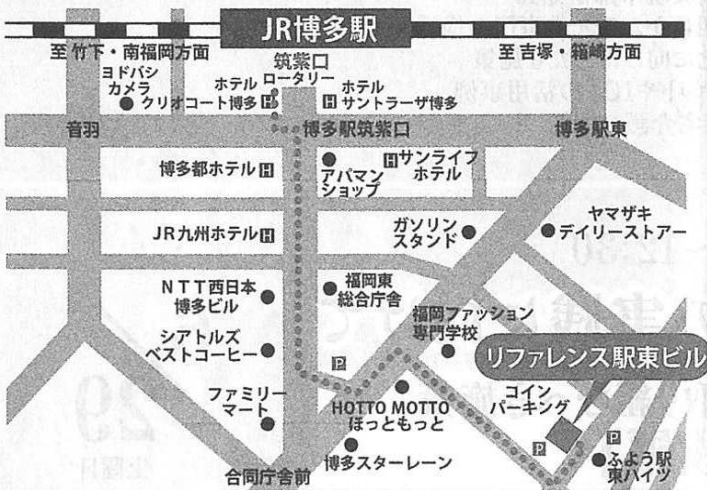 JR博多駅
至 竹下・南福岡方面
至 吉塚・箱崎方面
筑紫口
ロータリー
ヨドバシ
カメラ
ホテル
クリオコート博多 H
ホテル
H サントラーザ博多
音羽
博多駅筑紫口
博多駅東
博多都ホテル H
アパマン
ショップ
H サンライフ
ホテル
JR九州ホテル H
ガソリン
スタンド
ヤマザキ
デイリーストアー
NTT西日本
博多ビル
福岡東
総合庁舎
福岡ファッション
専門学校
シアトルズ
ベストコーヒー
P
リファレンス駅東ビル
ファミリー
マート
HOTTO MOTTO
ほっともっと
コイン
パーキング
P
P
博多スターレーン
ふよう駅
東ハイツ
合同庁舎前
29
土曜日